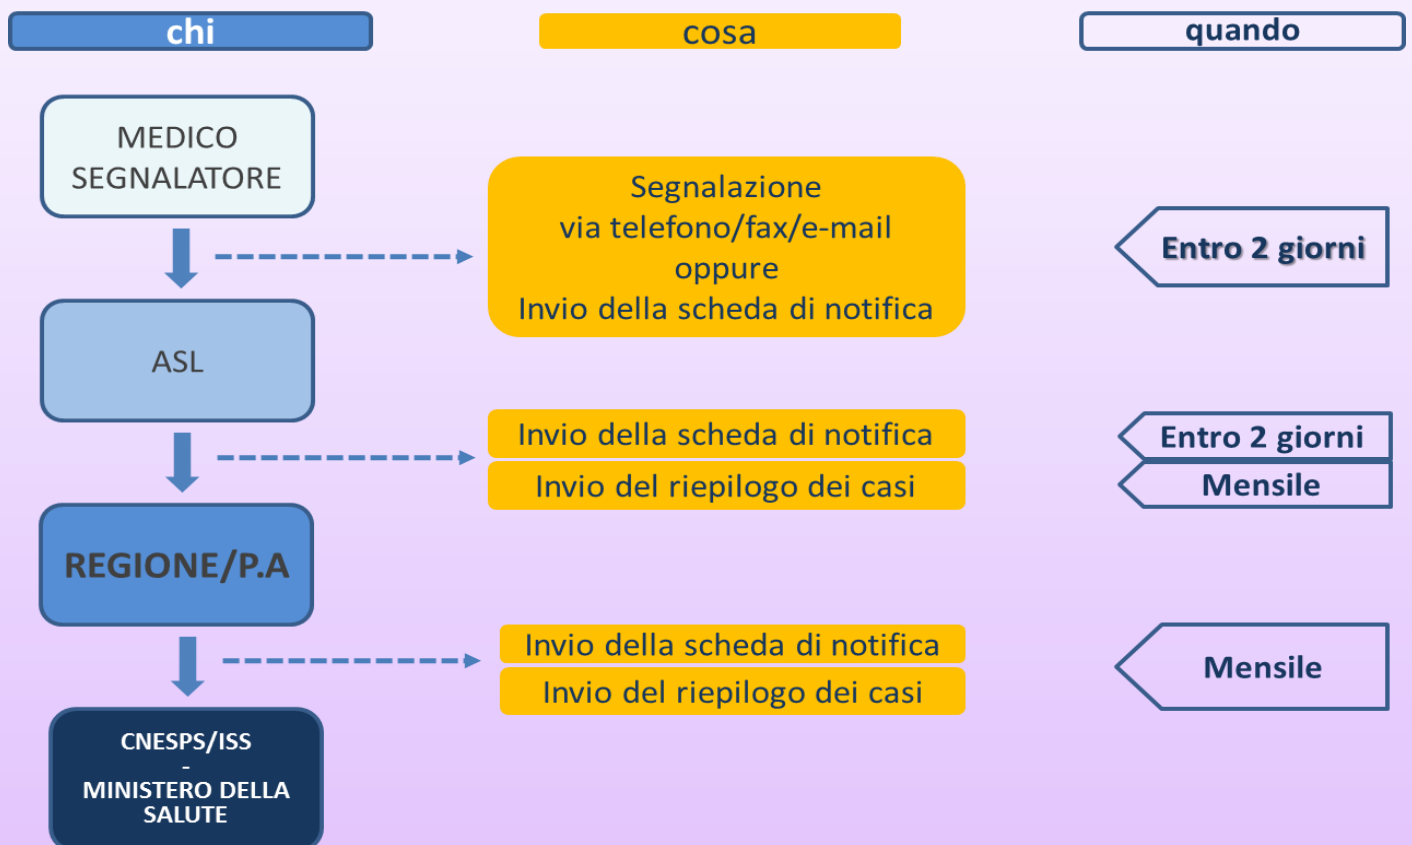 chi
cosa
quando
MEDICO
SEGNALATORE
Segnalazione
via telefono/fax/e-mail
oppure
Invio della scheda di notifica
Entro 2 giorni
ASL
Invio della scheda di notifica
Entro 2 giorni
Invio del riepilogo dei casi
Mensile
REGIONE/P.A
Invio della scheda di notifica
Invio del riepilogo dei casi
Mensile
CNESPS/ISS
-
MINISTERO DELLA
SALUTE